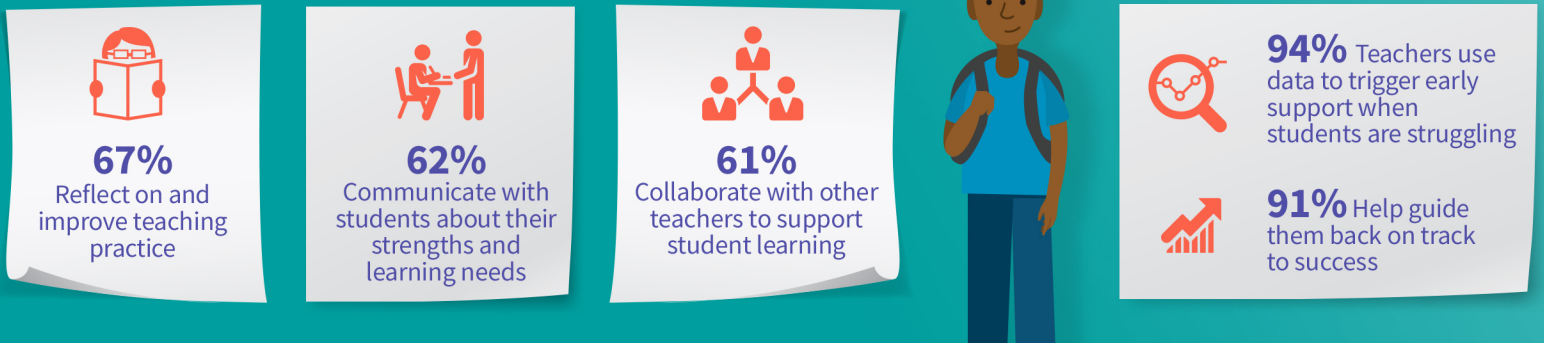 67%
Reflect on and
improve teaching
practice
62%
Communicate with
students about their
strengths and
learning needs
61%
Collaborate with other
teachers to support
student learning
94% Teachers use
data to trigger early
support when
students are struggling
91% Help guide
them back on track
to success